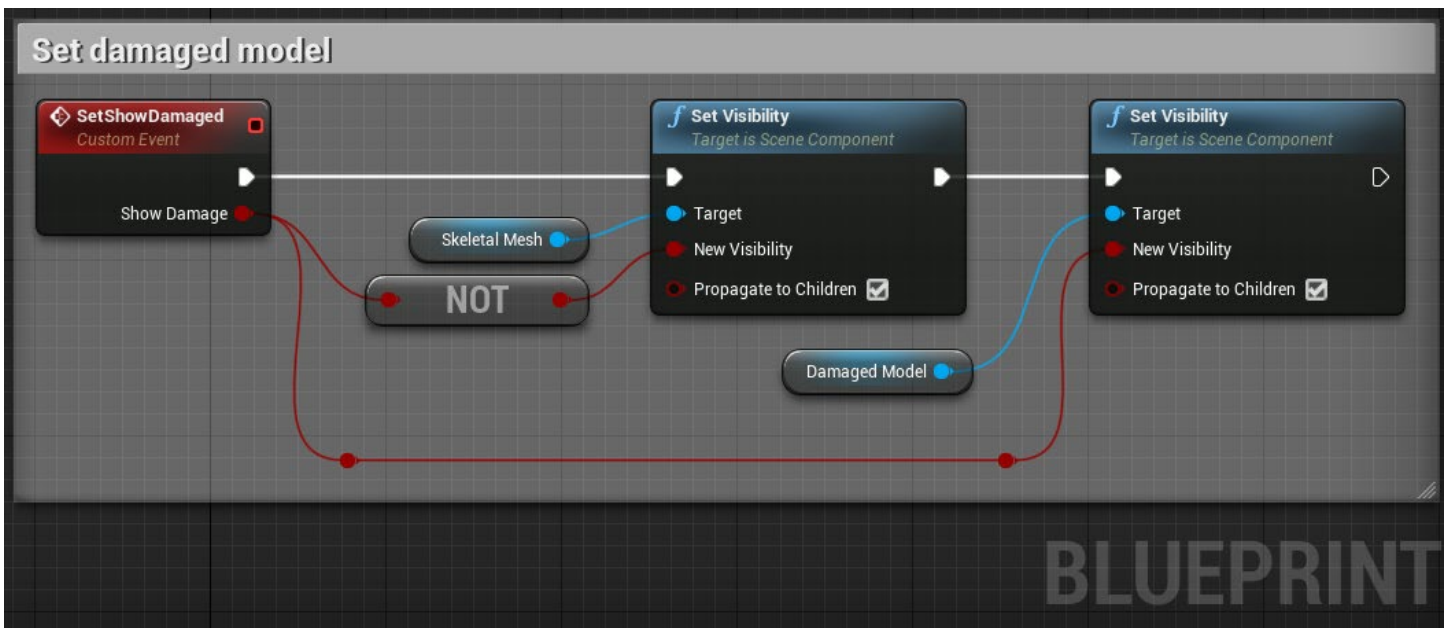 Set damaged model
SetShowDamaged
Custom Event
Show Damage
Skeletal Mesh
NOT
f Set Visibility
Target is Scene Component
Target
New Visibility
Propagate to Children
Damaged Model
f Set Visibility
Target is Scene Component
Target
New Visibility
Propagate to Children
BLUEPRINT